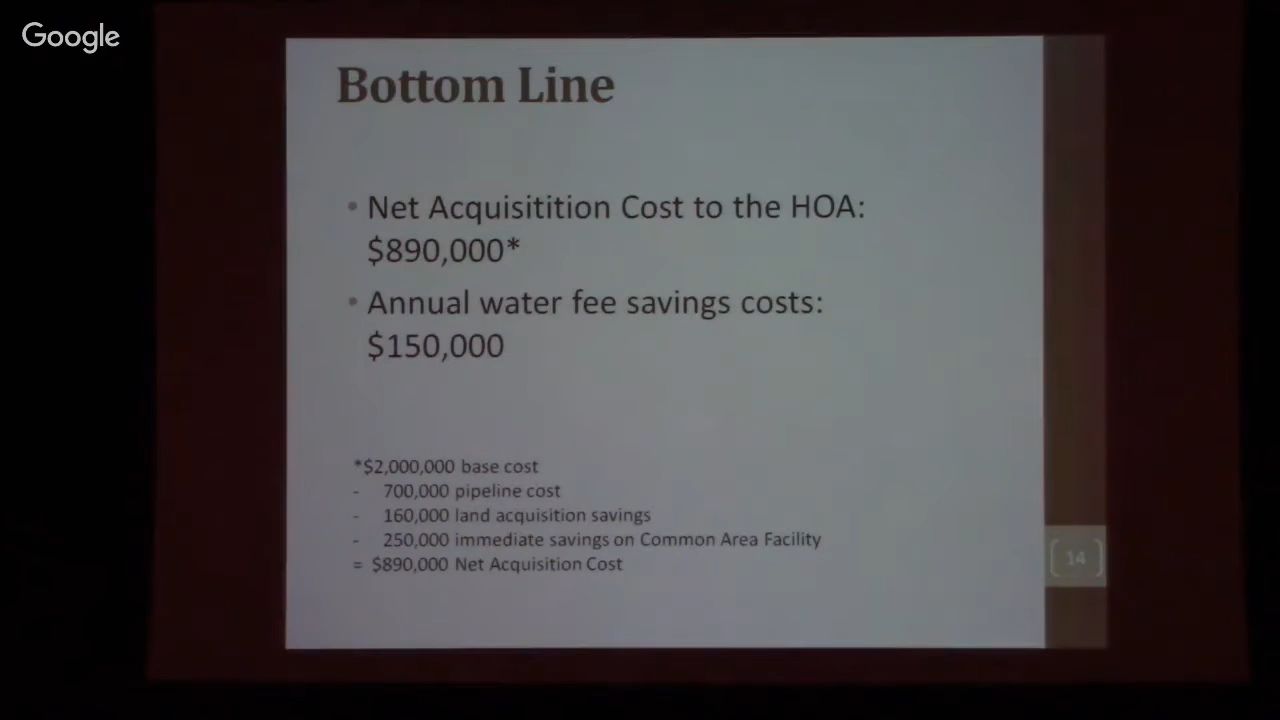 Google
Bottom Line
• Net Acquisitition Cost to the HOA:
$890,000*
• Annual water fee savings costs:
$150,000
*$2,000,000 base cost
- 700,000 pipeline cost
- 160,000 land acquisition savings
- 250,000 immediate savings on Common Area Facility
= $890,000 Net Acquisition Cost
14